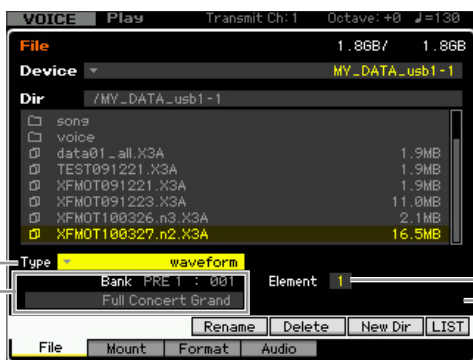 VOICE Play Transmit Ch:1 Octave:+0 ♩=130
File 1.8GB/ 1.8GB
Device MY_DATA_usb1-1
Dir /MY_DATA_usb1-1
song
voice
data01_all.X3A 1.9MB
TEST091221.X3A 1.9MB
XFMOT091221.X3A 1.9MB
XFMOT091223.X3A 11.0MB
XFMOT100326.n3.X3A 2.1MB
XFMOT100327.n2.X3A 16.5MB
Type waveform
Bank PRE1 : 001 Element 1
Full Concert Grand
Rename Delete New Dir LIST
File Mount Format Audio